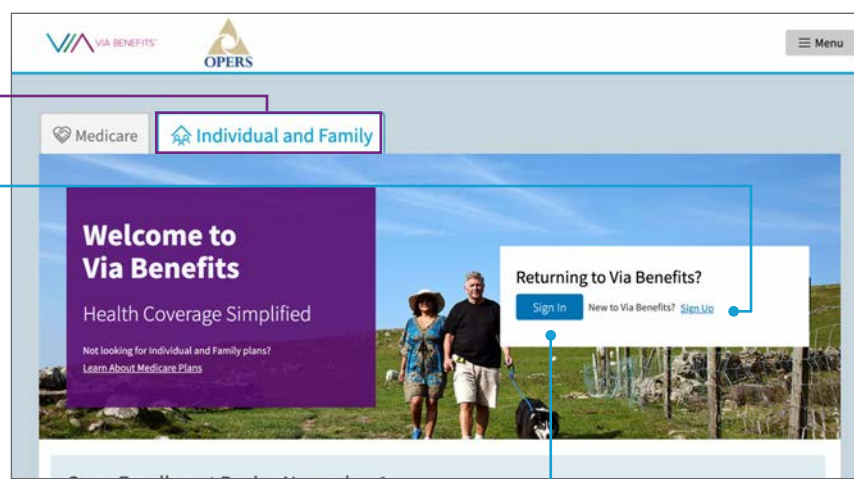 VIA BENEFITS
OPERS
Menu
Medicare
Individual and Family
Welcome to
Via Benefits
Health Coverage Simplified
Not looking for Individual and Family plans?
Learn About Medicare Plans
Returning to Via Benefits?
Sign In
New to Via Benefits? Sign Up